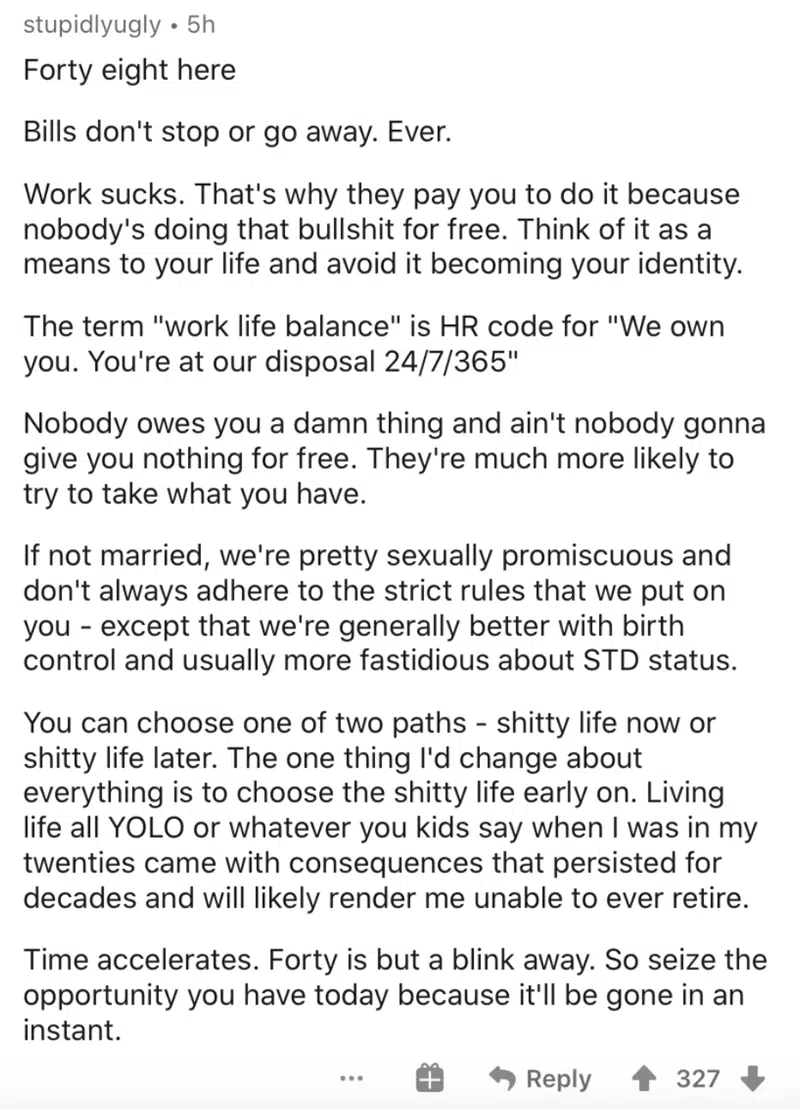 stupidlyugly • 5h
Forty eight here
Bills don't stop or go away. Ever.
Work sucks. That's why they pay you to do it because
nobody's doing that bullshit for free. Think of it as a
means to your life and avoid it becoming your identity.
The term "work life balance" is HR code for "We own
you. You're at our disposal 24/7/365"
Nobody owes you a damn thing and ain't nobody gonna
give you nothing for free. They're much more likely to
try to take what you have.
If not married, we're pretty sexually promiscuous and
don't always adhere to the strict rules that we put on
you - except that we're generally better with birth
control and usually more fastidious about STD status.
You can choose one of two paths - shitty life now or
shitty life later. The one thing I'd change about
everything is to choose the shitty life early on. Living
life all YOLO or whatever you kids say when I was in my
twenties came with consequences that persisted for
decades and will likely render me unable to ever retire.
Time accelerates. Forty is but a blink away. So seize the
opportunity you have today because it'll be gone in an
instant.
... Reply 327